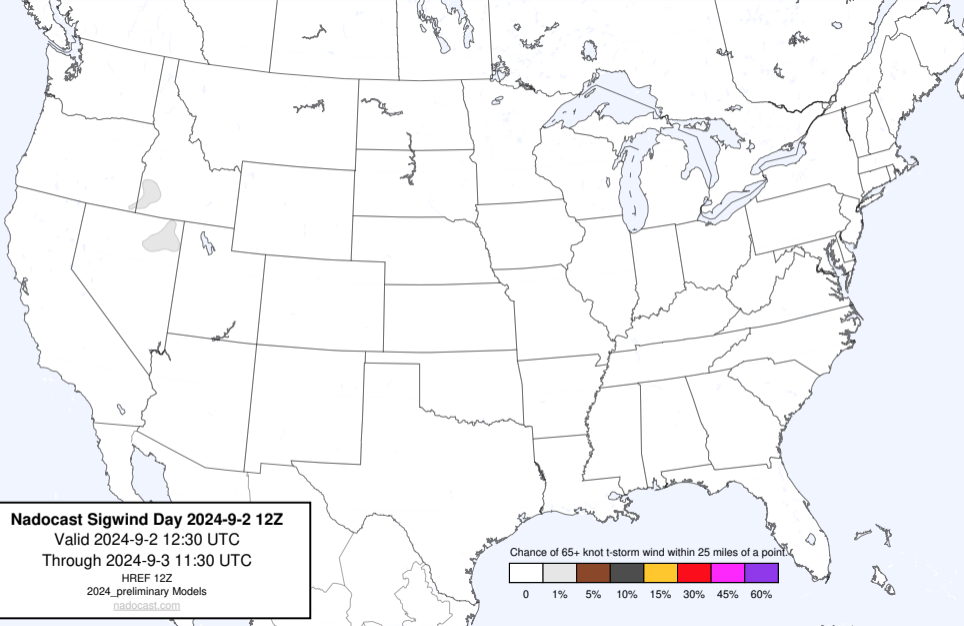 Nadocast Sigwind Day 2024-9-2 12Z
Valid 2024-9-2 12:30 UTC
Through 2024-9-3 11:30 UTC
HREF 12Z
2024_preliminary Models
nadocast.com
Chance of 65+ knot t-storm wind within 25 miles of a point.
0 1% 5% 10% 15% 30% 45% 60%